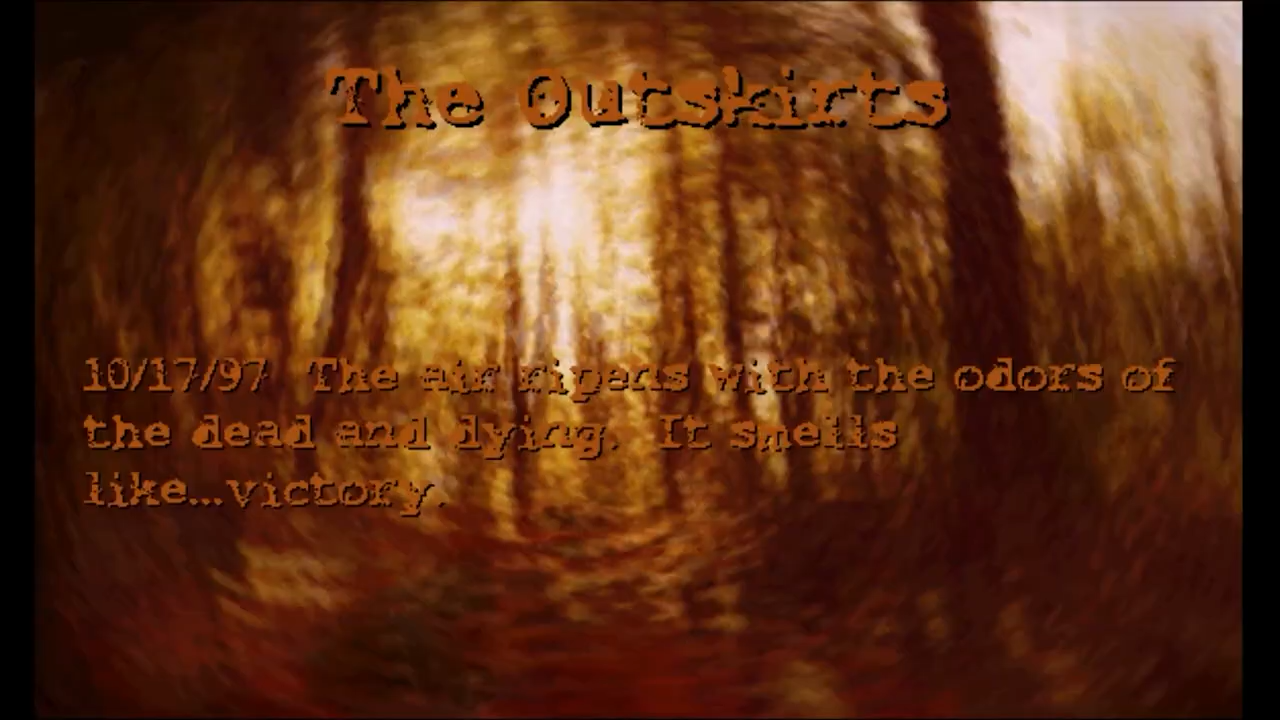 The Outskirts
10/17/97 The air ripens with the odors of
the dead and dying. It smells
like...victory.